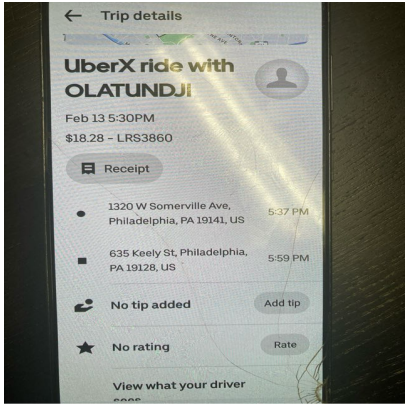 Trip details
UberX ride with
OLATUNDJI
Feb 13 5:30PM
$18.28 - LRS3860
Receipt
1320 W Somerville Ave,
Philadelphia, PA 19141, US
5:37 PM
635 Keely St, Philadelphia,
PA 19128, US
5:59 PM
No tip added
Add tip
No rating
Rate
View what your driver
sees